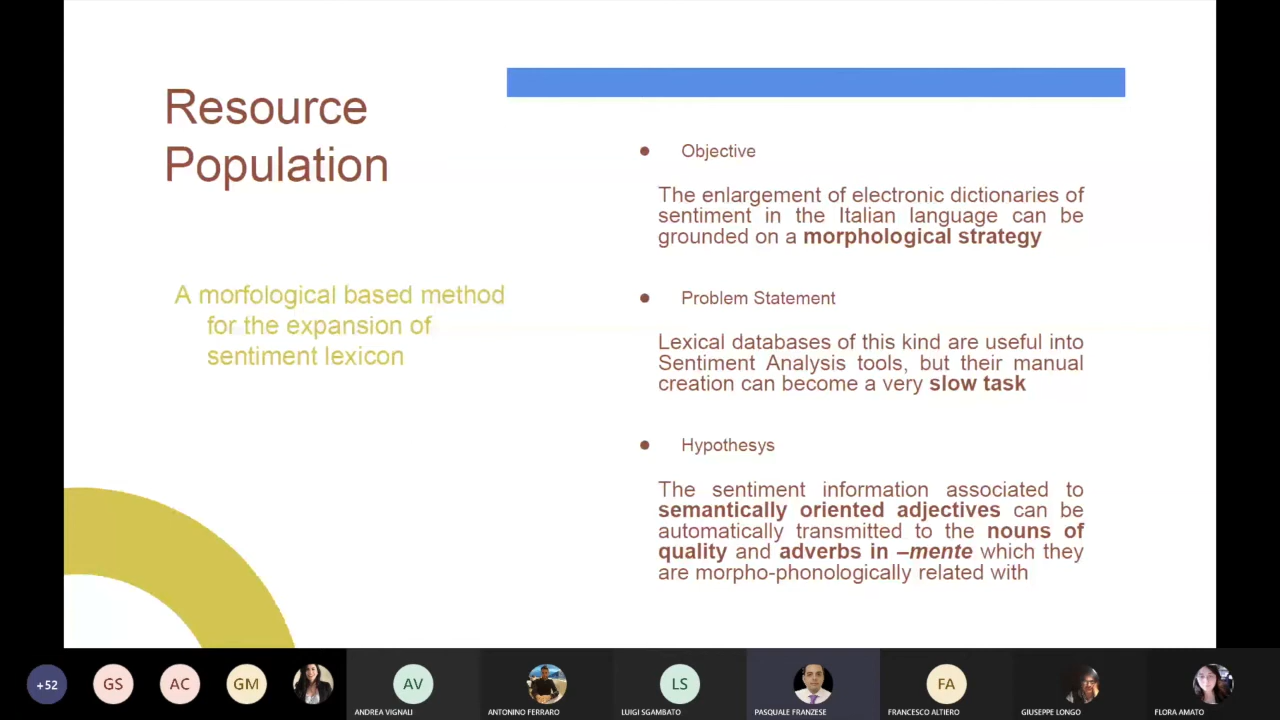 Resource
Population
A morfological based method
for the expansion of
sentiment lexicon
● Objective
The enlargement of electronic dictionaries of
sentiment in the Italian language can be
grounded on a morphological strategy
● Problem Statement
Lexical databases of this kind are useful into
Sentiment Analysis tools, but their manual
creation can become a very slow task
● Hypothesys
The sentiment information associated to
semantically oriented adjectives can be
automatically transmitted to the nouns of
quality and adverbs in –mente which they
are morpho-phonologically related with
+52 GS AC GM AV LS FA
ANDREA VIGNALI ANTONINO FERRARO LUIGI SGAMBATO PASQUALE FRANZESE FRANCESCO ALTIERO GIUSEPPE LONGO FLORA AMATO